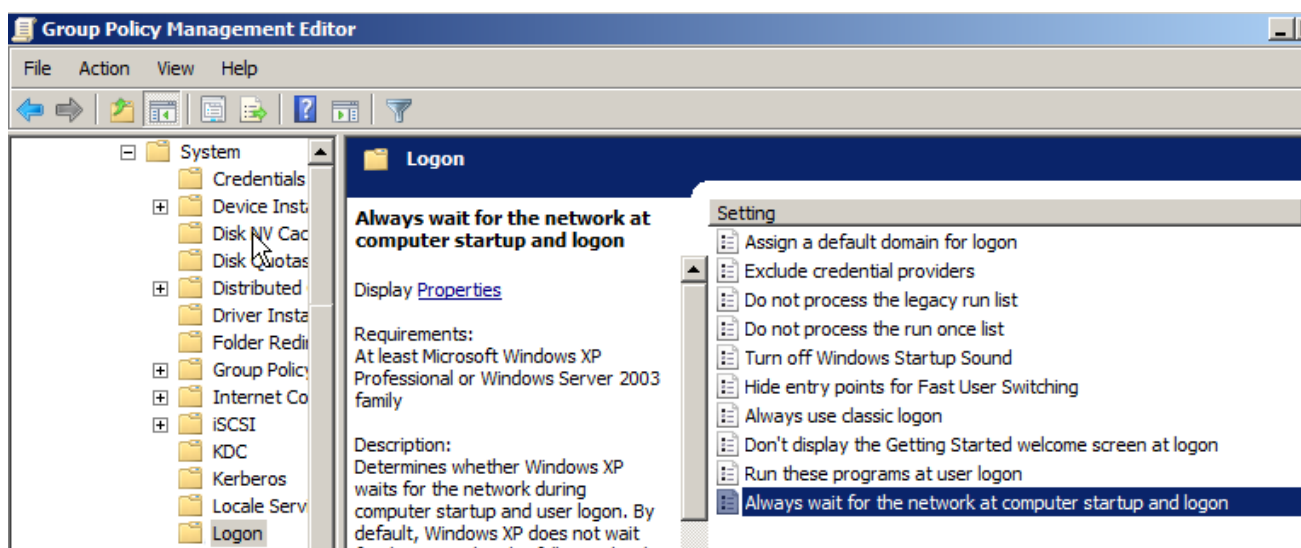 Group Policy Management Editor
File Action View Help
System
Credentials
Device Insta
Disk NV Cac
Disk Quotas
Distributed
Driver Insta
Folder Redi
Group Policy
Internet Co
iSCSI
KDC
Kerberos
Locale Serv
Logon
Logon
Always wait for the network at
computer startup and logon
Display Properties
Requirements:
At least Microsoft Windows XP
Professional or Windows Server 2003
family
Description:
Determines whether Windows XP
waits for the network during
computer startup and user logon. By
default, Windows XP does not wait
Setting
Assign a default domain for logon
Exclude credential providers
Do not process the legacy run list
Do not process the run once list
Turn off Windows Startup Sound
Hide entry points for Fast User Switching
Always use classic logon
Don't display the Getting Started welcome screen at logon
Run these programs at user logon
Always wait for the network at computer startup and logon